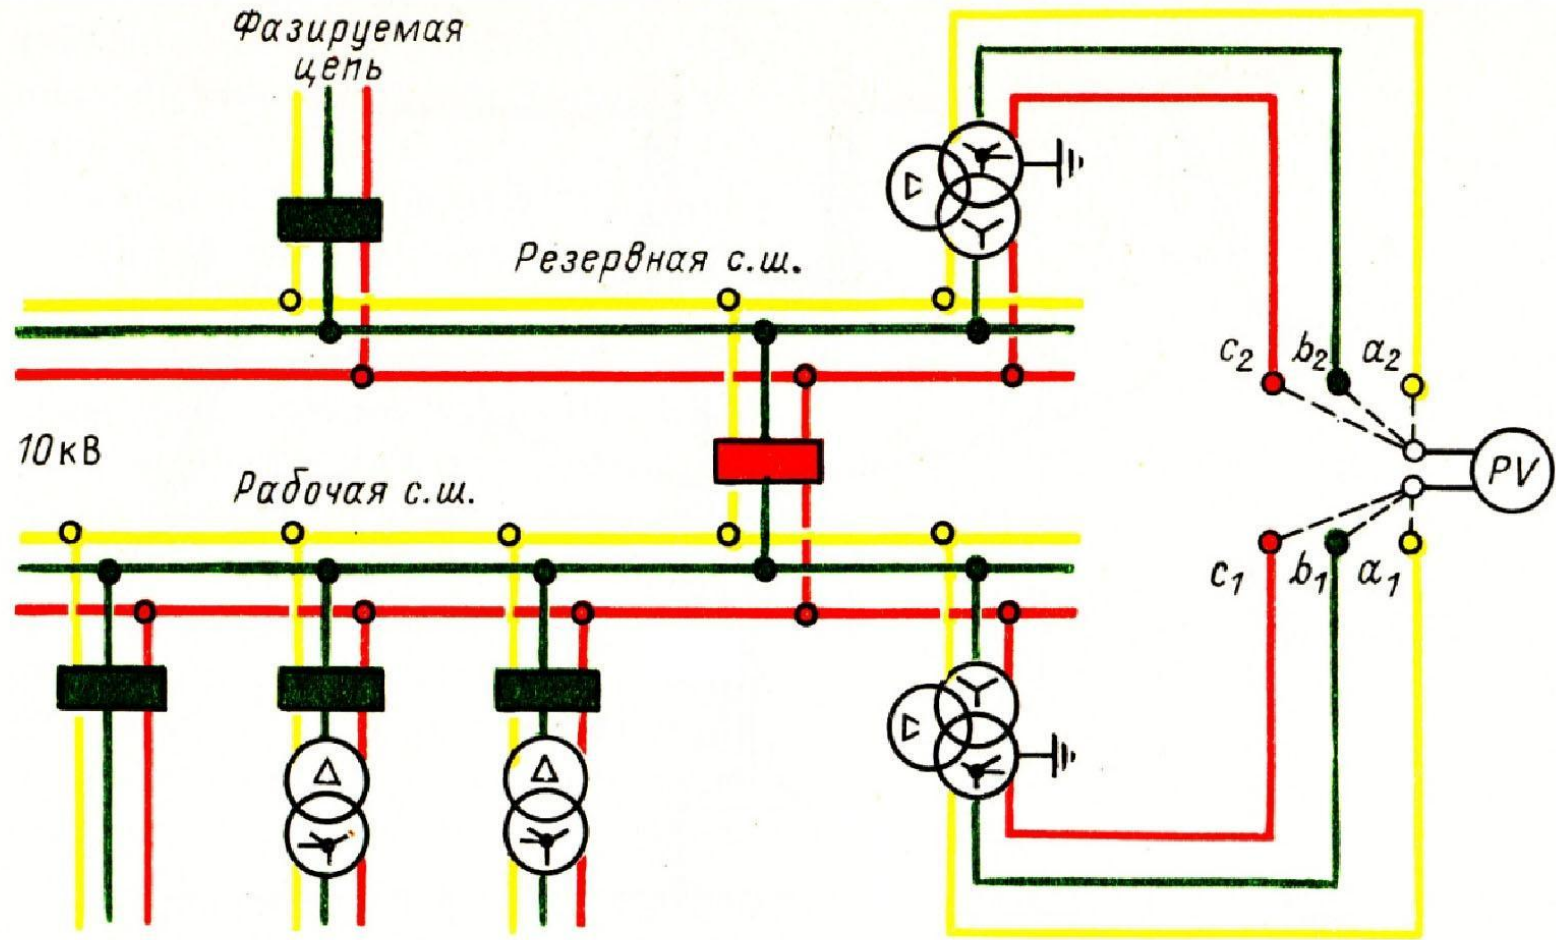 Фазируемая
цепь
Резервная с.ш.
c2 b2 a2
10кВ
PV
Рабочая с.ш.
c1 b1 a1